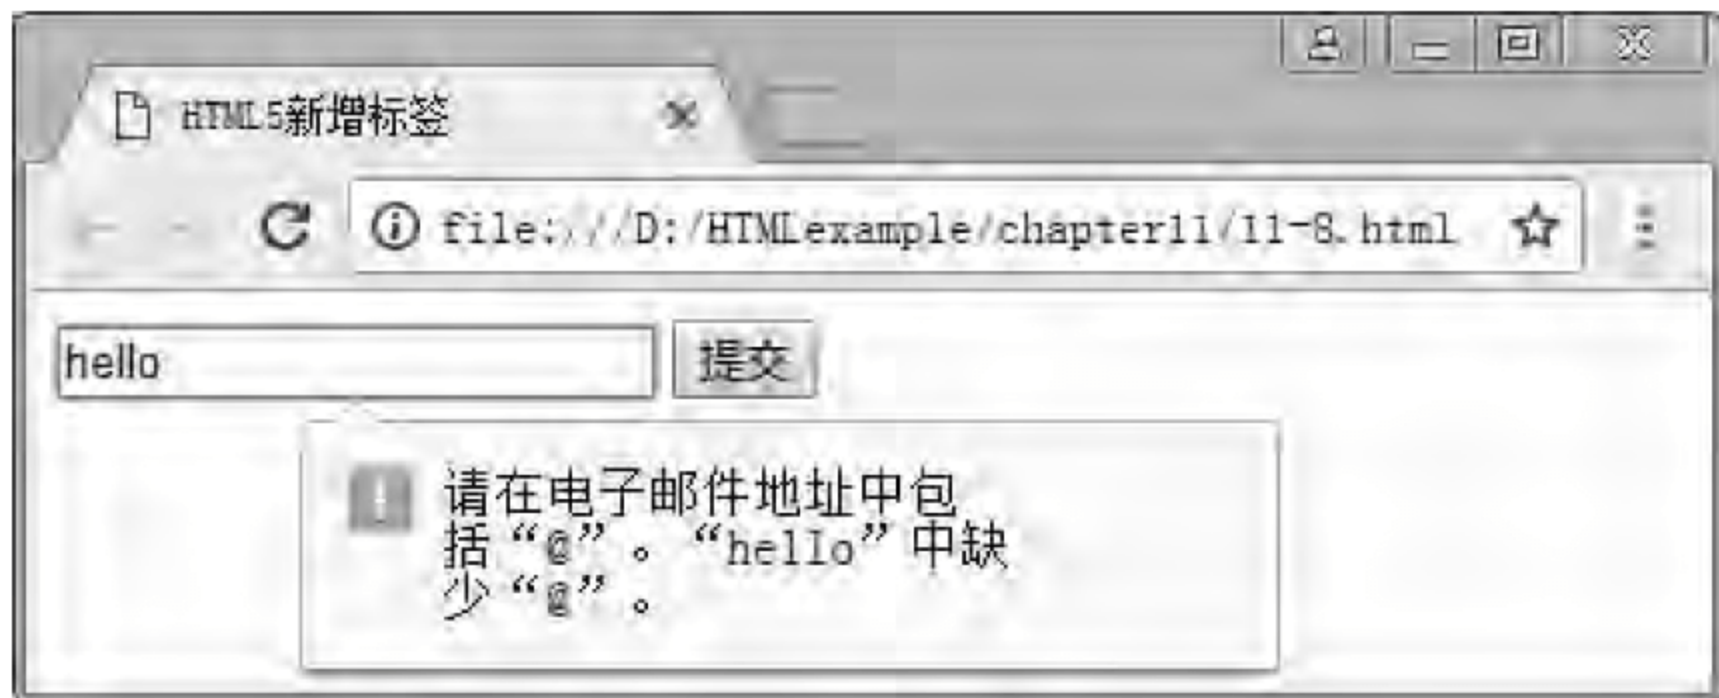 HTML5新增标签
file:///D:/HTMLexample/chapter11/11-8.html
hello
提交
请在电子邮件地址中包
括“@”。“hello”中缺
少“@”。